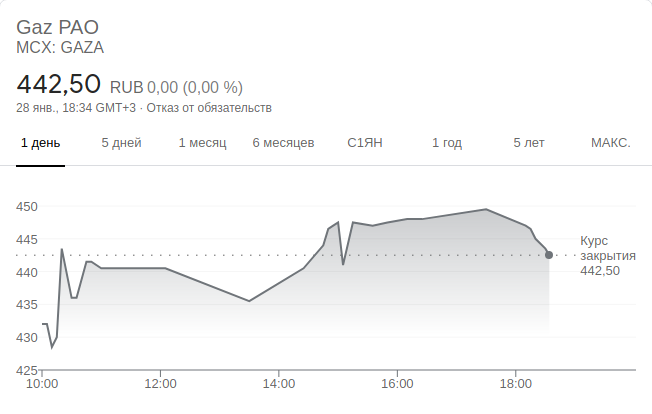 Gaz PAO
MCX: GAZA
442,50 RUB 0,00 (0,00 %)
28 янв., 18:34 GMT+3 · Отказ от обязательств
1 день 5 дней 1 месяц 6 месяцев С1ЯН 1 год 5 лет МАКС.
450
445
440
435
430
425
Курс
закрытия
442,50
10:00 12:00 14:00 16:00 18:00